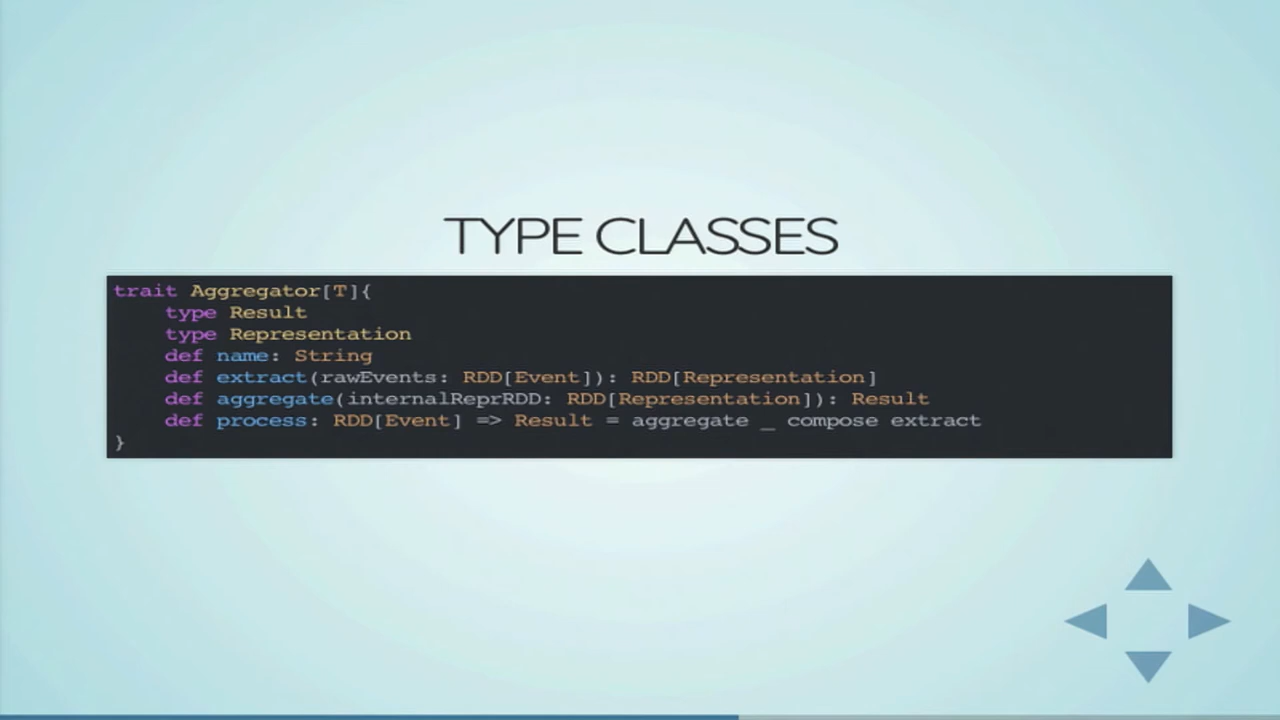 TYPE CLASSES
trait Aggregator[T]{
    type Result
    type Representation
    def name: String
    def extract(rawEvents: RDD[Event]): RDD[Representation]
    def aggregate(internalReprRDD: RDD[Representation]): Result
    def process: RDD[Event] => Result = aggregate _ compose extract
}